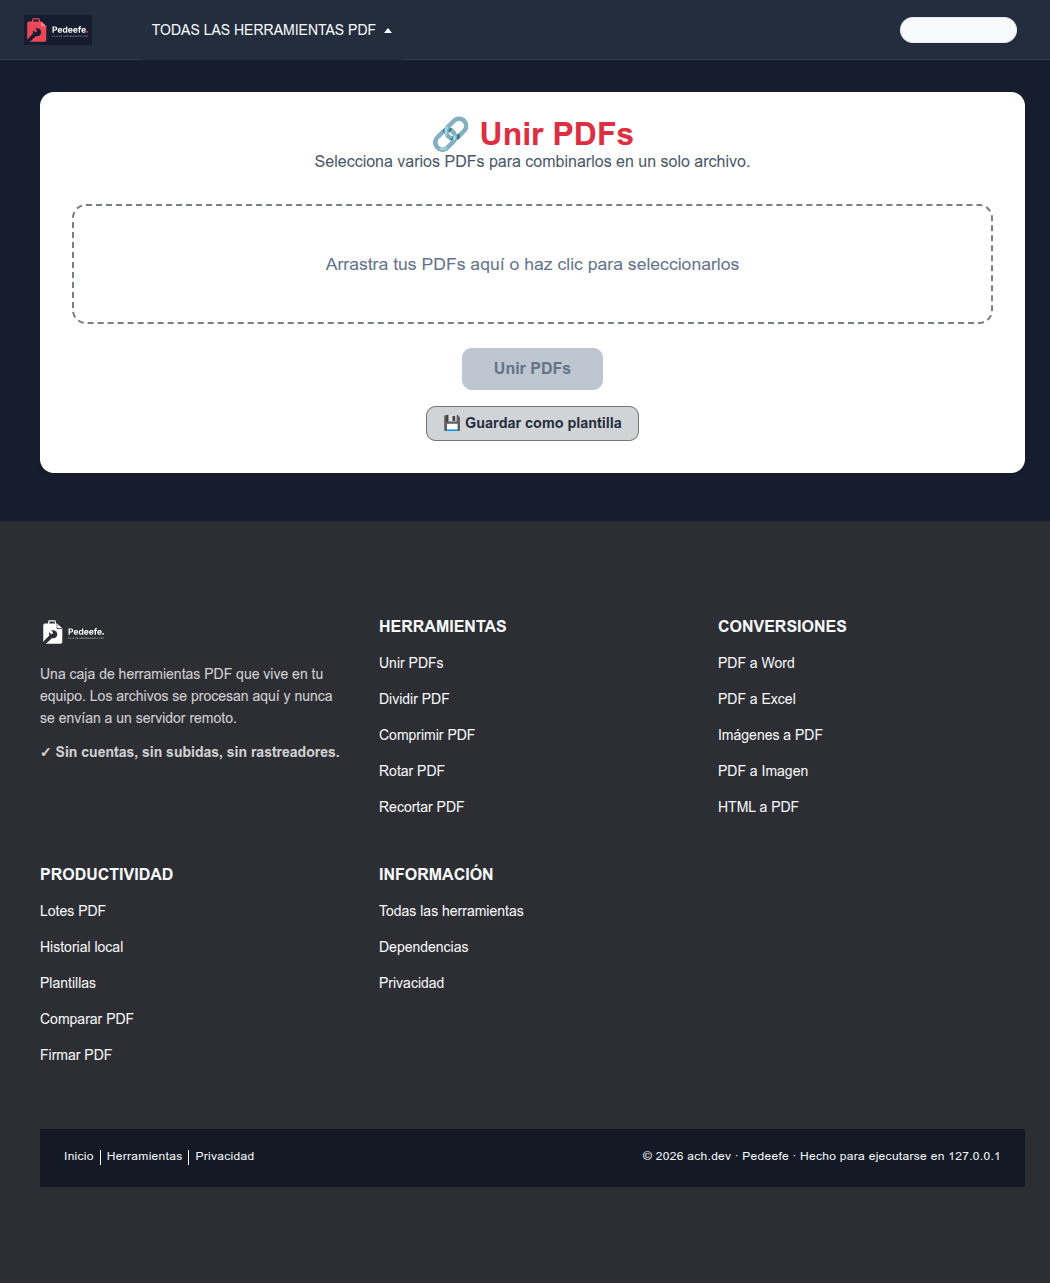 Pedeefe.
TODAS LAS HERRAMIENTAS PDF
Unir PDFs
Selecciona varios PDFs para combinarlos en un solo archivo.
Arrastra tus PDFs aquí o haz clic para seleccionarlos
Unir PDFs
Guardar como plantilla
Pedeefe.
Una caja de herramientas PDF que vive en tu
equipo. Los archivos se procesan aquí y nunca
se envían a un servidor remoto.
✓ Sin cuentas, sin subidas, sin rastreadores.
HERRAMIENTAS
Unir PDFs
Dividir PDF
Comprimir PDF
Rotar PDF
Recortar PDF
CONVERSIONES
PDF a Word
PDF a Excel
Imágenes a PDF
PDF a Imagen
HTML a PDF
PRODUCTIVIDAD
Lotes PDF
Historial local
Plantillas
Comparar PDF
Firmar PDF
INFORMACIÓN
Todas las herramientas
Dependencias
Privacidad
Inicio | Herramientas | Privacidad
© 2026 ach.dev · Pedeefe · Hecho para ejecutarse en 127.0.0.1